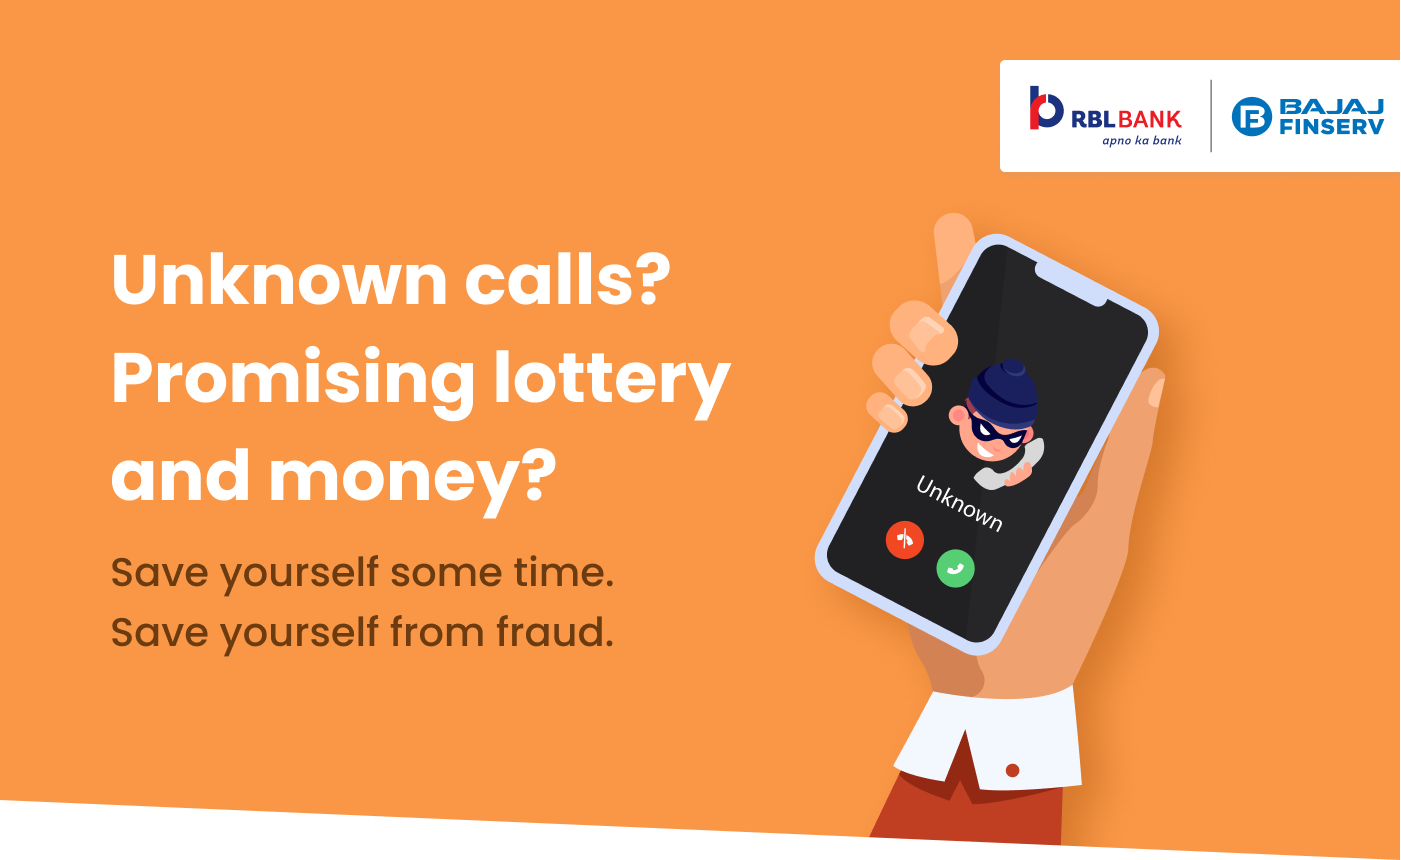 RBL BANK
apno ka bank
BAJAJ
FINSERV
Unknown calls?
Promising lottery
and money?
Save yourself some time.
Save yourself from fraud.
Unknown